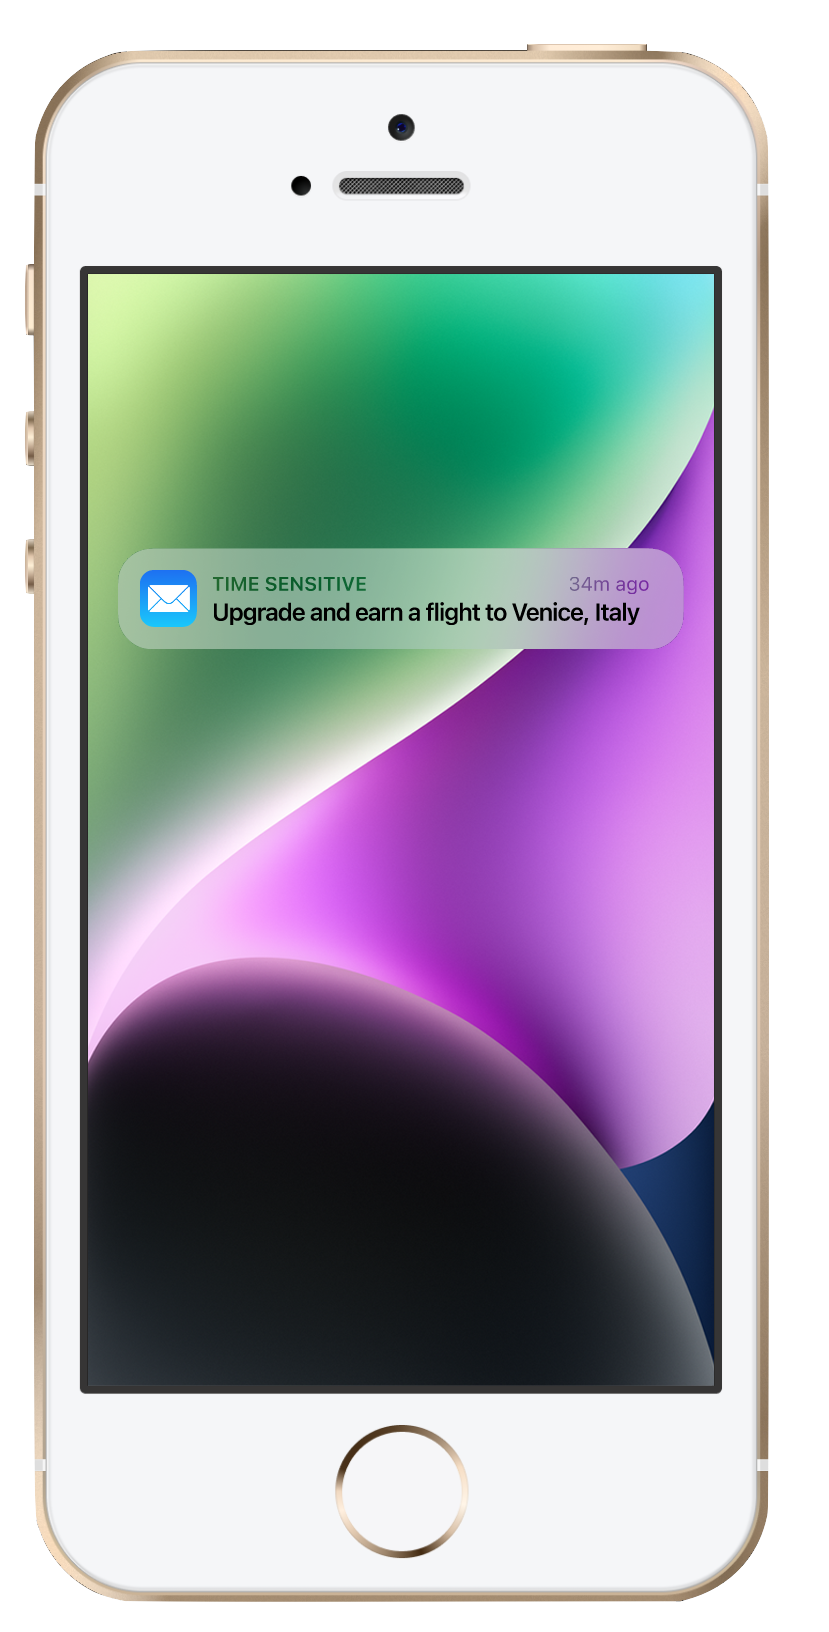 TIME SENSITIVE 34m ago
Upgrade and earn a flight to Venice, Italy